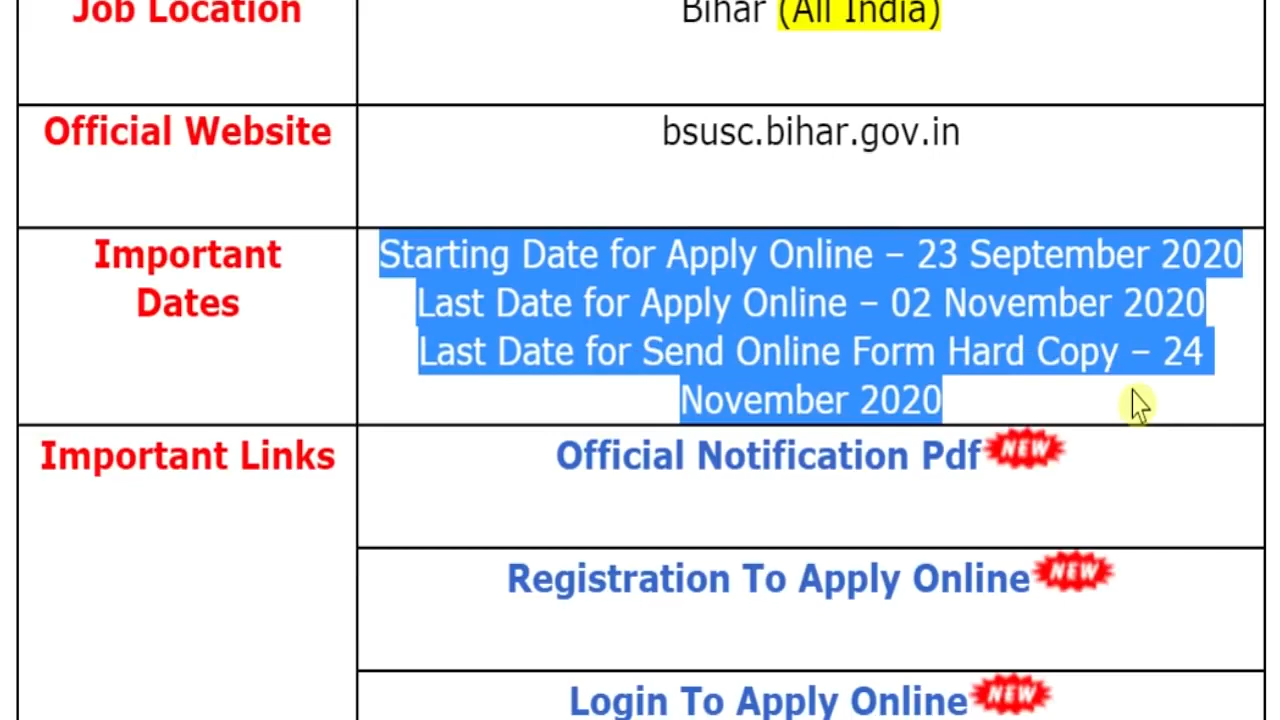 Job Location
Bihar (All India)
Official Website
bsusc.bihar.gov.in
Important
Dates
Starting Date for Apply Online – 23 September 2020
Last Date for Apply Online – 02 November 2020
Last Date for Send Online Form Hard Copy – 24
November 2020
Important Links
Official Notification Pdf NEW
Registration To Apply Online NEW
Login To Apply Online NEW